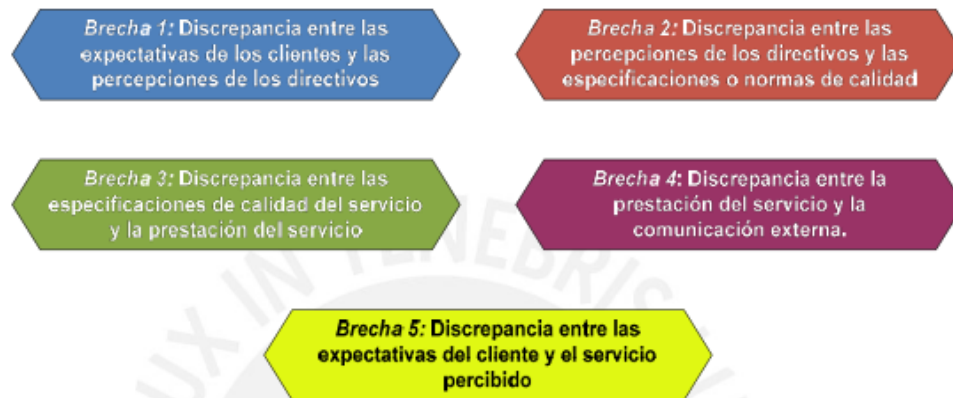 Brecha 1: Discrepancia entre las
expectativas de los clientes y las
percepciones de los directivos
Brecha 2: Discrepancia entre las
percepciones de los directivos y las
especificaciones o normas de calidad
Brecha 3: Discrepancia entre las
especificaciones de calidad del servicio
y la prestación del servicio
Brecha 4: Discrepancia entre la
prestación del servicio y la
comunicación externa.
LUX IN TENEBRIS
Brecha 5: Discrepancia entre las
expectativas del cliente y el servicio
percibido